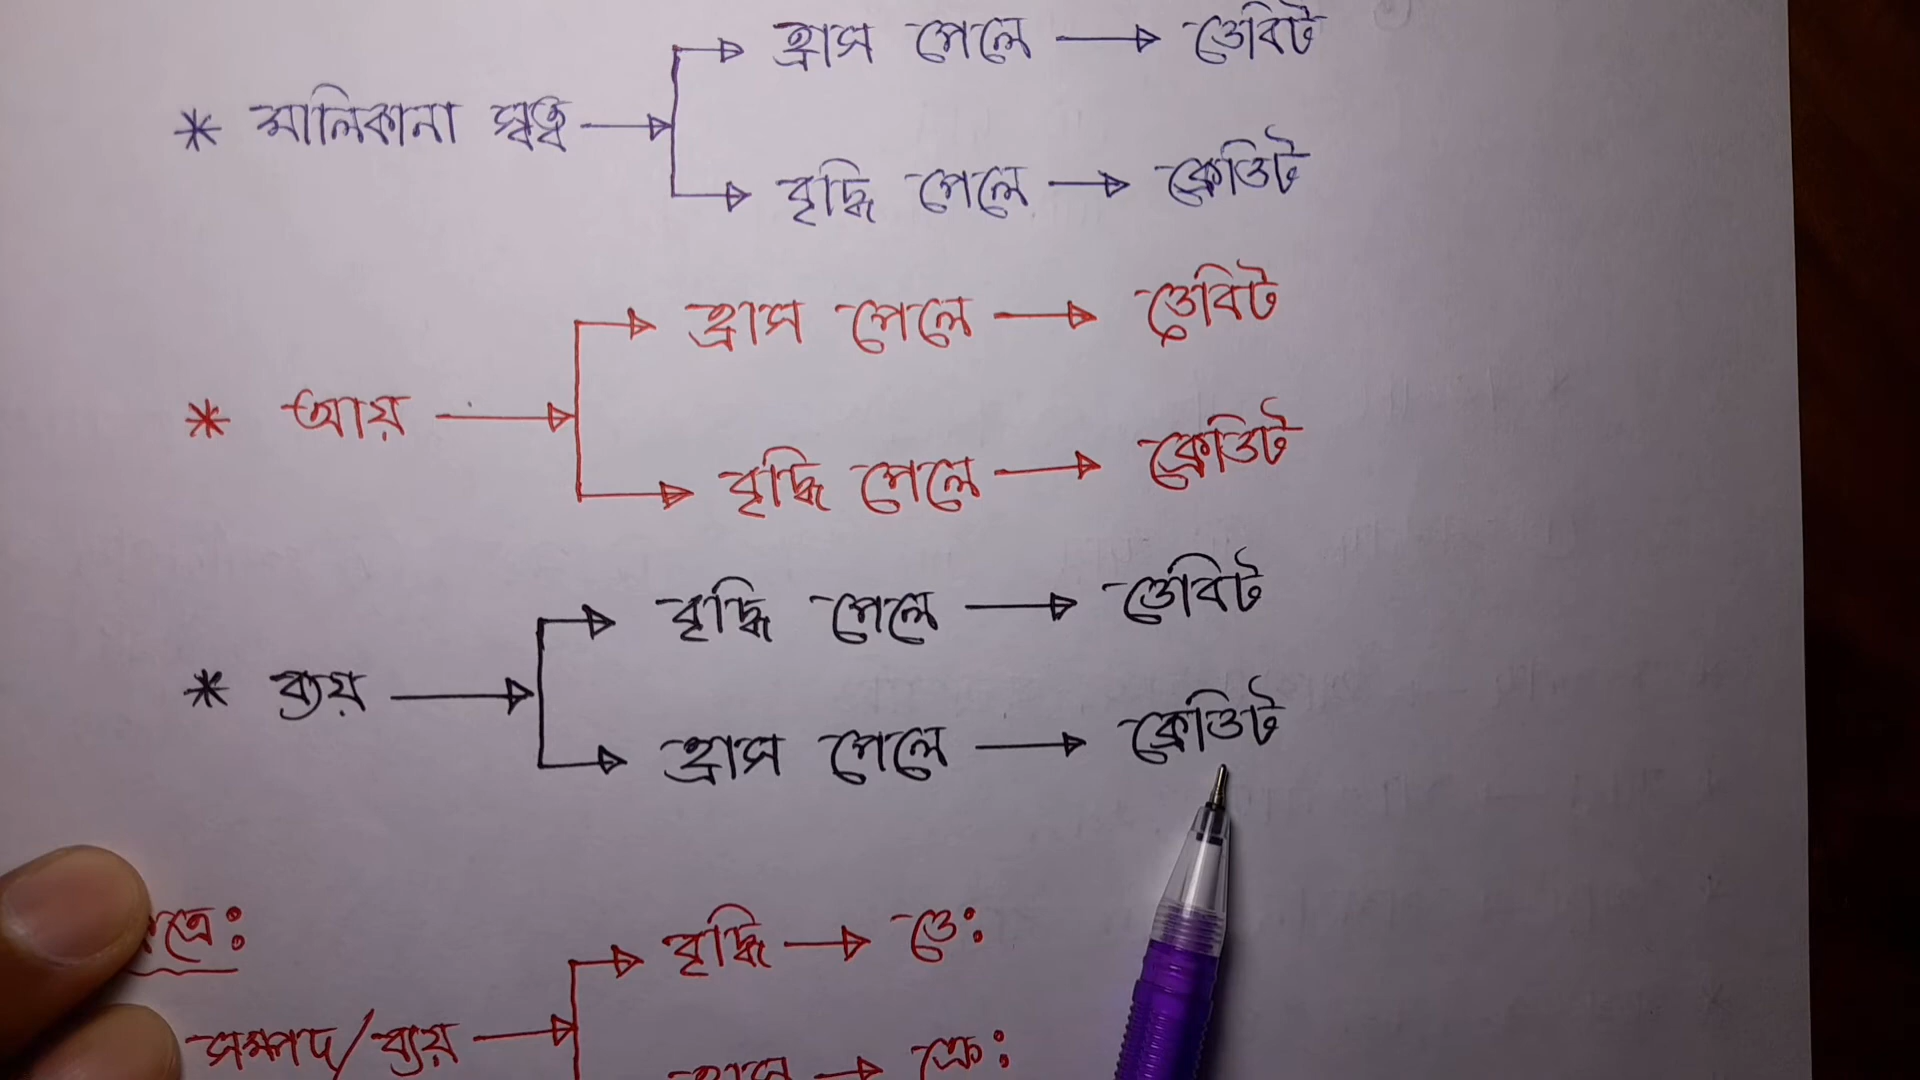 হ্রাস পেলে → ডেবিট
* মালিকানা স্বত্ব →
বৃদ্ধি পেলে → ক্রেডিট
হ্রাস পেলে → ডেবিট
* আয় →
বৃদ্ধি পেলে → ক্রেডিট
বৃদ্ধি পেলে → ডেবিট
* ব্যয় →
হ্রাস পেলে → ক্রেডিট
বৃদ্ধি → ডে:
সম্পদ/ব্যয় →
হ্রাস → ক্রে: